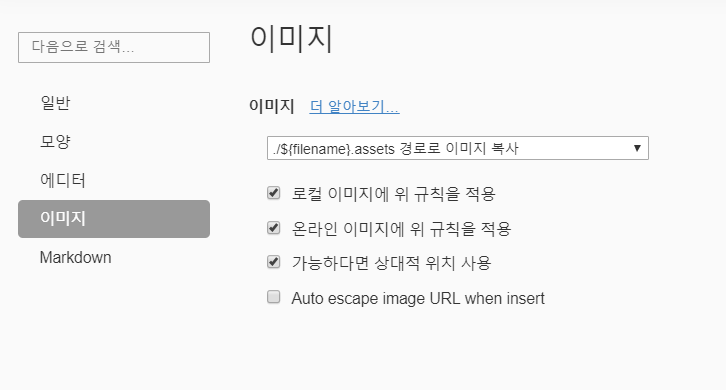 다음으로 검색...
일반
모양
에디터
이미지
Markdown
이미지
이미지 더 알아보기...
./${filename}.assets 경로로 이미지 복사
로컬 이미지에 위 규칙을 적용
온라인 이미지에 위 규칙을 적용
가능하다면 상대적 위치 사용
Auto escape image URL when insert